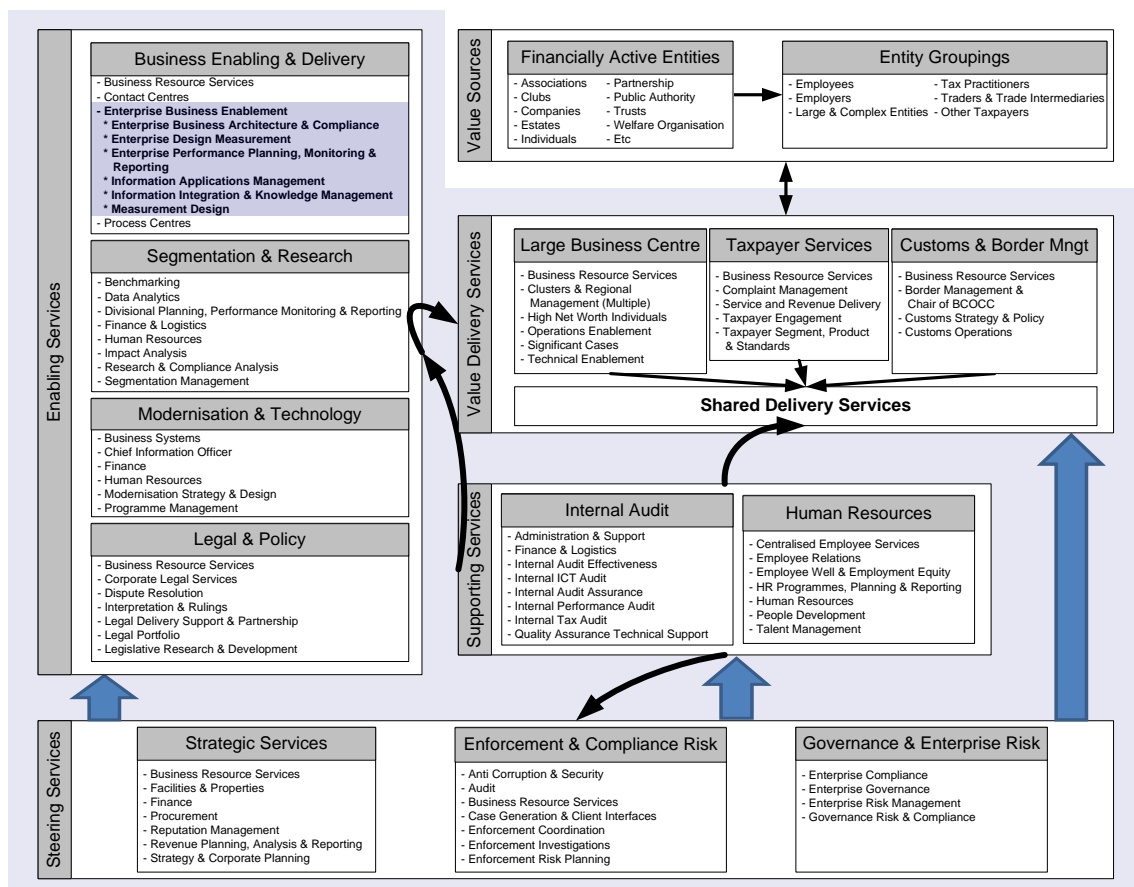 Enabling Services
Business Enabling & Delivery
- Business Resource Services
- Contact Centres
- Enterprise Business Enablement
* Enterprise Business Architecture & Compliance
* Enterprise Design Measurement
* Enterprise Performance Planning, Monitoring &
Reporting
* Information Applications Management
* Information Integration & Knowledge Management
* Measurement Design
- Process Centres
Segmentation & Research
- Benchmarking
- Data Analytics
- Divisional Planning, Performance Monitoring & Reporting
- Finance & Logistics
- Human Resources
- Impact Analysis
- Research & Compliance Analysis
- Segmentation Management
Modernisation & Technology
- Business Systems
- Chief Information Officer
- Finance
- Human Resources
- Modernisation Strategy & Design
- Programme Management
Legal & Policy
- Business Resource Services
- Corporate Legal Services
- Dispute Resolution
- Interpretation & Rulings
- Legal Delivery Support & Partnership
- Legal Portfolio
- Legislative Research & Development
Value Sources
Financially Active Entities
- Associations
- Clubs
- Companies
- Estates
- Individuals
- Partnership
- Public Authority
- Trusts
- Welfare Organisation
- Etc
Entity Groupings
- Employees
- Employers
- Large & Complex Entities
- Tax Practitioners
- Traders & Trade Intermediaries
- Other Taxpayers
Value Delivery Services
Large Business Centre
- Business Resource Services
- Clusters & Regional
Management (Multiple)
- High Net Worth Individuals
- Operations Enablement
- Significant Cases
- Technical Enablement
Taxpayer Services
- Business Resource Services
- Complaint Management
- Service and Revenue Delivery
- Taxpayer Engagement
- Taxpayer Segment, Product
& Standards
Customs & Border Mngt
- Business Resource Services
- Border Management &
Chair of BCOCC
- Customs Strategy & Policy
- Customs Operations
Shared Delivery Services
Supporting Services
Internal Audit
- Administration & Support
- Finance & Logistics
- Internal Audit Effectiveness
- Internal ICT Audit
- Internal Audit Assurance
- Internal Performance Audit
- Internal Tax Audit
- Quality Assurance Technical Support
Human Resources
- Centralised Employee Services
- Employee Relations
- Employee Well & Employment Equity
- HR Programmes, Planning & Reporting
- Human Resources
- People Development
- Talent Management
Steering Services
Strategic Services
- Business Resource Services
- Facilities & Properties
- Finance
- Procurement
- Reputation Management
- Revenue Planning, Analysis & Reporting
- Strategy & Corporate Planning
Enforcement & Compliance Risk
- Anti Corruption & Security
- Audit
- Business Resource Services
- Case Generation & Client Interfaces
- Enforcement Coordination
- Enforcement Investigations
- Enforcement Risk Planning
Governance & Enterprise Risk
- Enterprise Compliance
- Enterprise Governance
- Enterprise Risk Management
- Governance Risk & Compliance